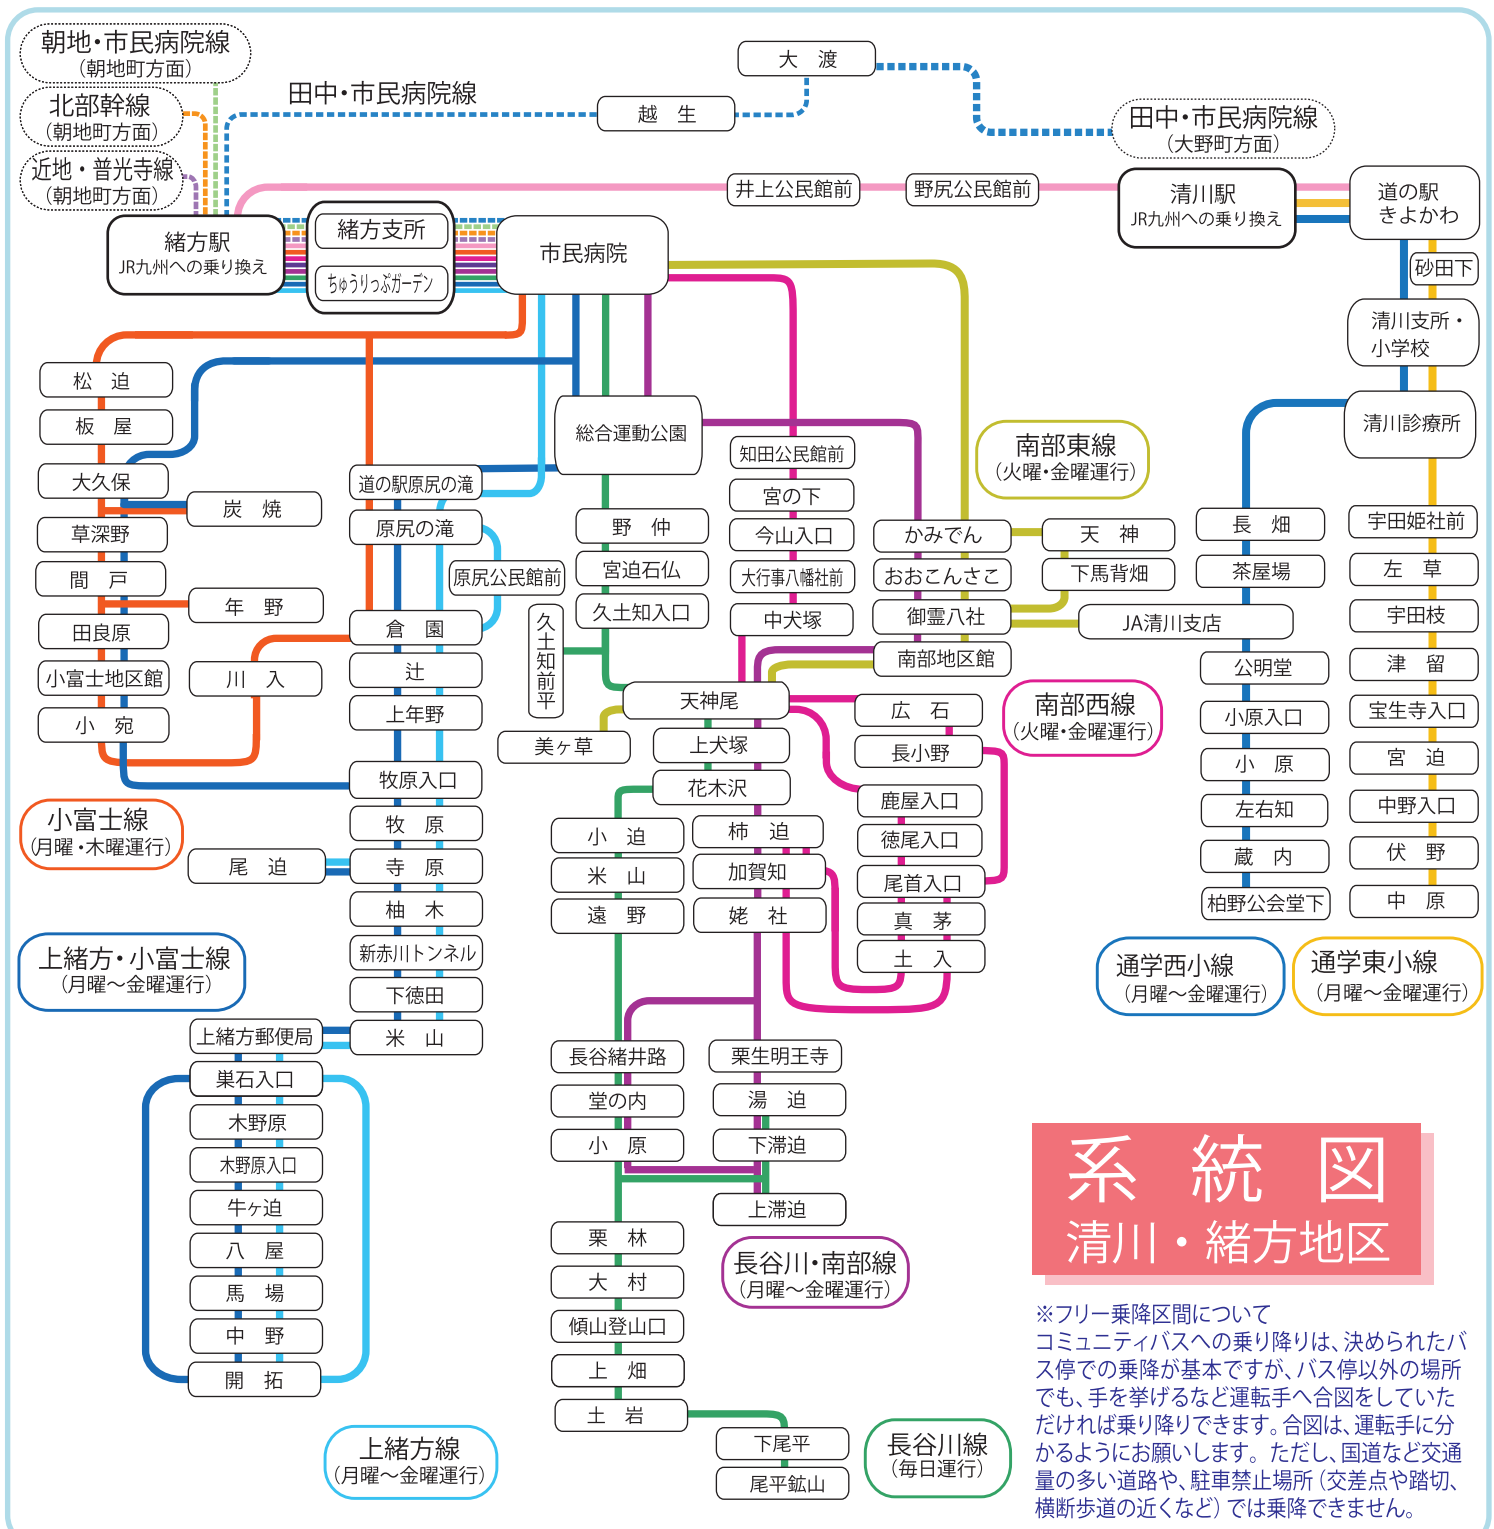 朝地・市民病院線
（朝地町方面）
北部幹線
（朝地町方面）
近地・普光寺線
（朝地町方面）
田中・市民病院線
大　渡
越　生
田中・市民病院線
（大野町方面）
井上公民館前
野尻公民館前
清川駅
JR九州への乗り換え
道の駅
きよかわ
緒方駅
JR九州への乗り換え
緒方支所
ちゅうりっぷガーデン
市民病院
砂田下
清川支所・
小学校
清川診療所
松　迫
板　屋
大久保
炭　焼
草深野
間　戸
年　野
田良原
小富士地区館
川　入
小　宛
小富士線
（月曜・木曜運行）
道の駅原尻の滝
原尻の滝
原尻公民館前
倉　園
辻
上年野
牧原入口
牧　原
尾　迫
寺　原
柚　木
新赤川トンネル
下徳田
米　山
上緒方・小富士線
（月曜～金曜運行）
上緒方郵便局
巣石入口
木野原
木野原入口
牛ヶ迫
八　屋
馬　場
中　野
開　拓
上緒方線
（月曜～金曜運行）
総合運動公園
野　仲
宮迫石仏
久土知入口
久土知前平
天神尾
美ヶ草
上犬塚
花木沢
小　迫
米　山
遠　野
柿　迫
加賀知
姥　社
長谷緒井路
堂の内
小　原
栗生明王寺
湯　迫
下滞迫
上滞迫
栗　林
大　村
傾山登山口
上　畑
土　岩
下尾平
尾平鉱山
長谷川・南部線
（月曜～金曜運行）
長谷川線
（毎日運行）
知田公民館前
宮の下
今山入口
大行事八幡社前
中犬塚
南部東線
（火曜・金曜運行）
かみでん
天　神
おおこんさこ
下馬背畑
御霊八社
JA清川支店
南部地区館
広　石
長小野
鹿屋入口
徳尾入口
尾首入口
真　茅
土　入
南部西線
（火曜・金曜運行）
長　畑
茶屋場
公明堂
小原入口
小　原
左右知
蔵　内
柏野公会堂下
宇田姫社前
左　草
宇田枝
津　留
宝生寺入口
宮　迫
中野入口
伏　野
中　原
通学西小線
（月曜～金曜運行）
通学東小線
（月曜～金曜運行）
系　統　図
清川・緒方地区
※フリー乗降区間について
コミュニティバスへの乗り降りは、決められたバ
ス停での乗降が基本ですが、バス停以外の場所
でも、手を挙げるなど運転手へ合図をしていた
だければ乗り降りできます。合図は、運転手に分
かるようにお願いします。ただし、国道など交通
量の多い道路や、駐車禁止場所（交差点や踏切、
横断歩道の近くなど）では乗降できません。